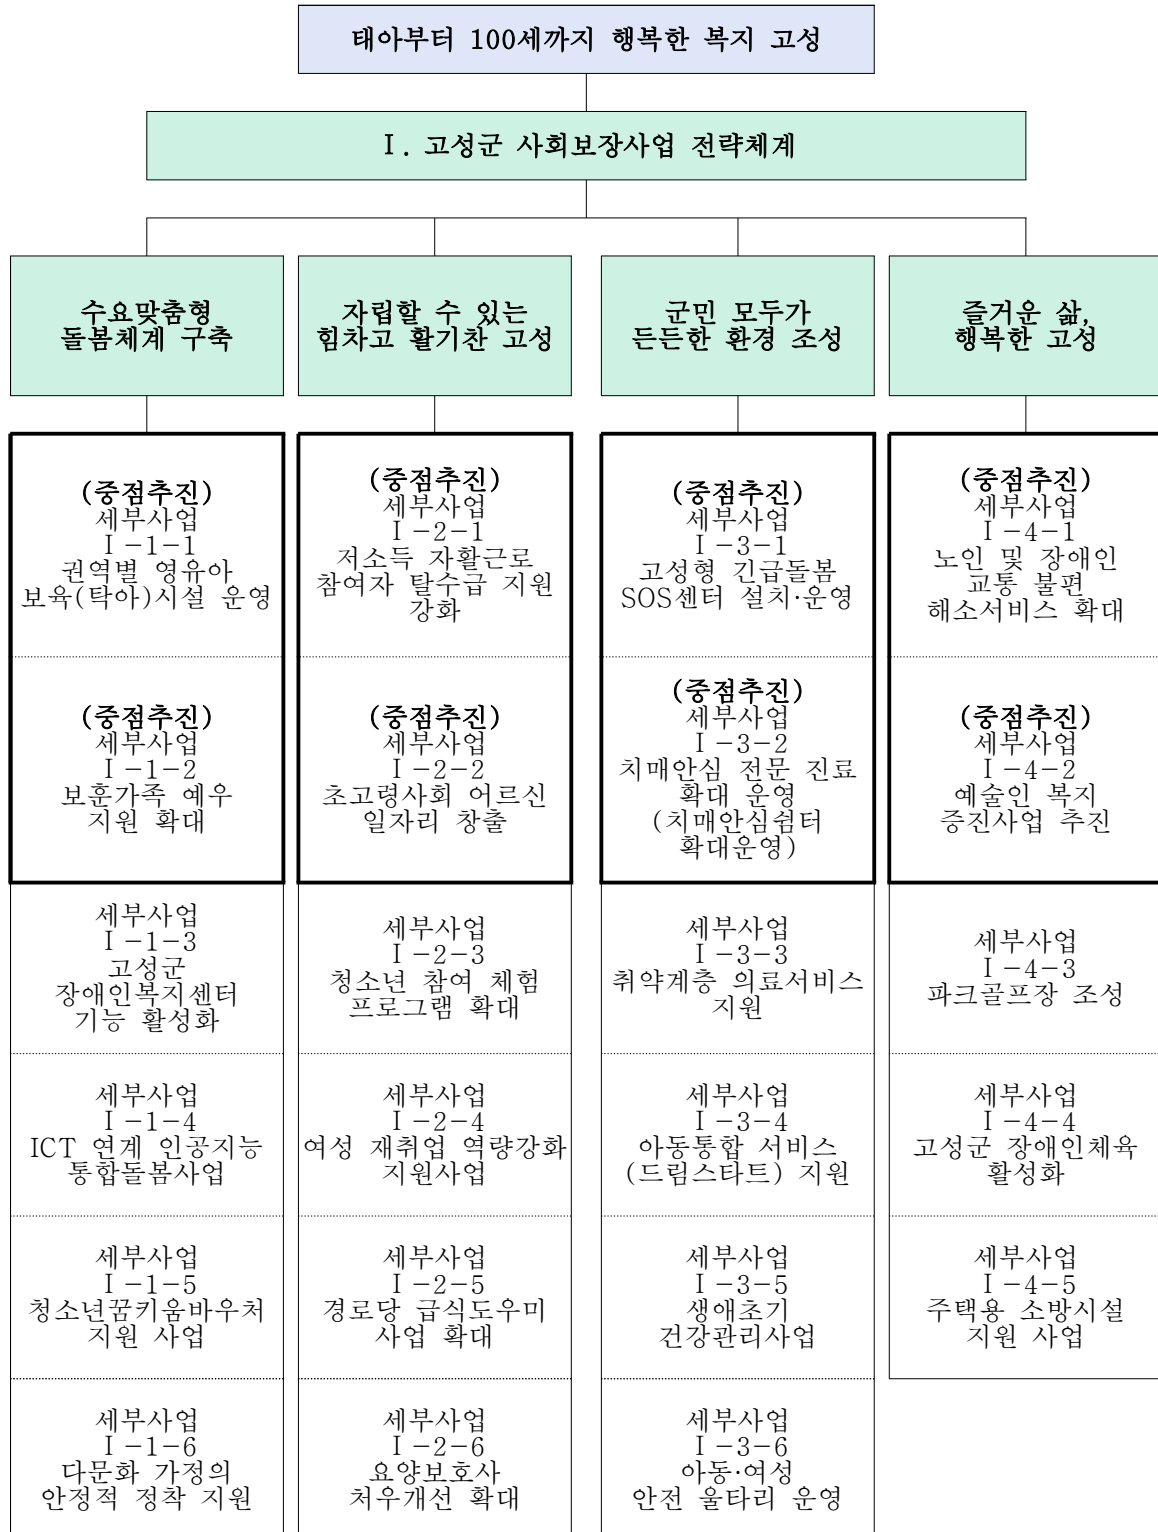 태아부터 100세까지 행복한 복지 고성
Ⅰ. 고성군 사회보장사업 전략체계
수요맞춤형
돌봄체계 구축
자립할 수 있는
힘차고 활기찬 고성
군민 모두가
든든한 환경 조성
즐거운 삶,
행복한 고성
(중점추진)
세부사업
Ⅰ-1-1
권역별 영유아
보육(탁아)시설 운영
(중점추진)
세부사업
Ⅰ-2-1
저소득 자활근로
참여자 탈수급 지원
강화
(중점추진)
세부사업
Ⅰ-3-1
고성형 긴급돌봄
SOS센터 설치·운영
(중점추진)
세부사업
Ⅰ-4-1
노인 및 장애인
교통 불편
해소서비스 확대
(중점추진)
세부사업
Ⅰ-1-2
보훈가족 예우
지원 확대
(중점추진)
세부사업
Ⅰ-2-2
초고령사회 어르신
일자리 창출
(중점추진)
세부사업
Ⅰ-3-2
치매안심 전문 진료
확대 운영
(치매안심쉼터
확대운영)
(중점추진)
세부사업
Ⅰ-4-2
예술인 복지
증진사업 추진
세부사업
Ⅰ-1-3
고성군
장애인복지센터
기능 활성화
세부사업
Ⅰ-2-3
청소년 참여 체험
프로그램 확대
세부사업
Ⅰ-3-3
취약계층 의료서비스
지원
세부사업
Ⅰ-4-3
파크골프장 조성
세부사업
Ⅰ-1-4
ICT 연계 인공지능
통합돌봄사업
세부사업
Ⅰ-2-4
여성 재취업 역량강화
지원사업
세부사업
Ⅰ-3-4
아동통합 서비스
(드림스타트) 지원
세부사업
Ⅰ-4-4
고성군 장애인체육
활성화
세부사업
Ⅰ-1-5
청소년꿈키움바우처
지원 사업
세부사업
Ⅰ-2-5
경로당 급식도우미
사업 확대
세부사업
Ⅰ-3-5
생애초기
건강관리사업
세부사업
Ⅰ-4-5
주택용 소방시설
지원 사업
세부사업
Ⅰ-1-6
다문화 가정의
안정적 정착 지원
세부사업
Ⅰ-2-6
요양보호사
처우개선 확대
세부사업
Ⅰ-3-6
아동·여성
안전 울타리 운영